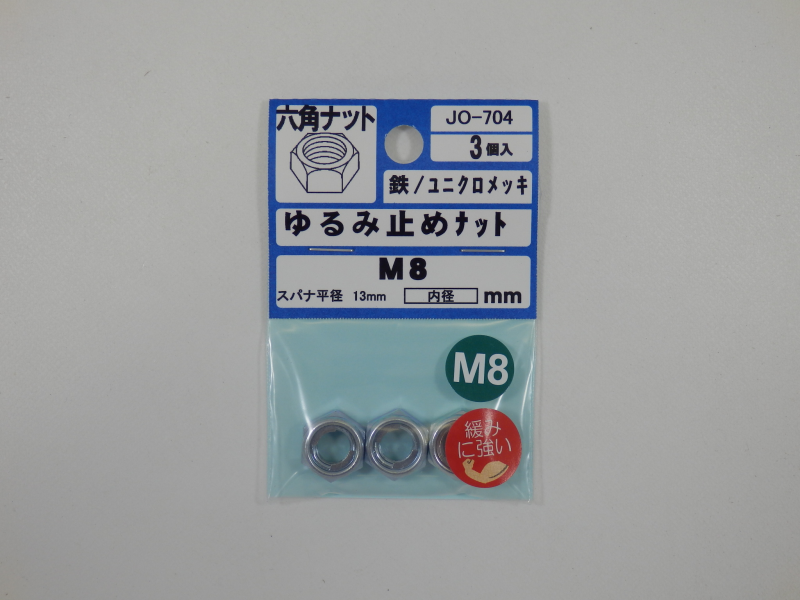 六角ナット
JO-704
3個入
鉄/ユニクロメッキ
ゆるみ止めナット
M8
スパナ平径 13mm 内径 mm
M8
緩み
に強い